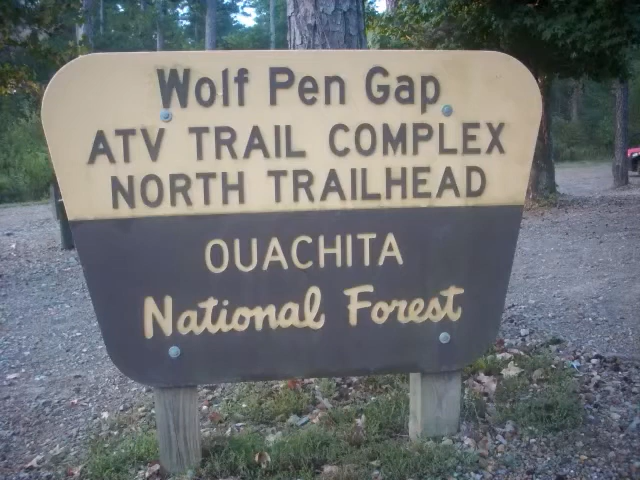 Wolf Pen Gap
ATV TRAIL COMPLEX
NORTH TRAILHEAD
OUACHITA
National Forest